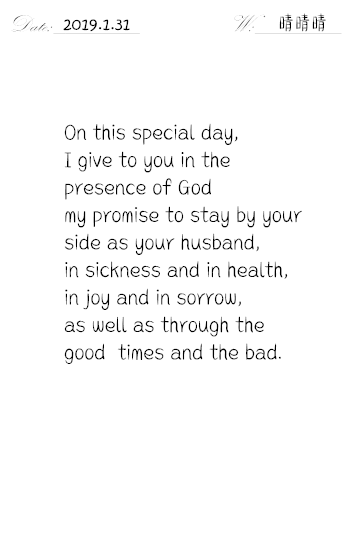 Date: 2019.1.31
W: 晴晴晴
On this special day,
I give to you in the
presence of God
my promise to stay by your
side as your husband,
in sickness and in health,
in joy and in sorrow,
as well as through the
good  times and the bad.